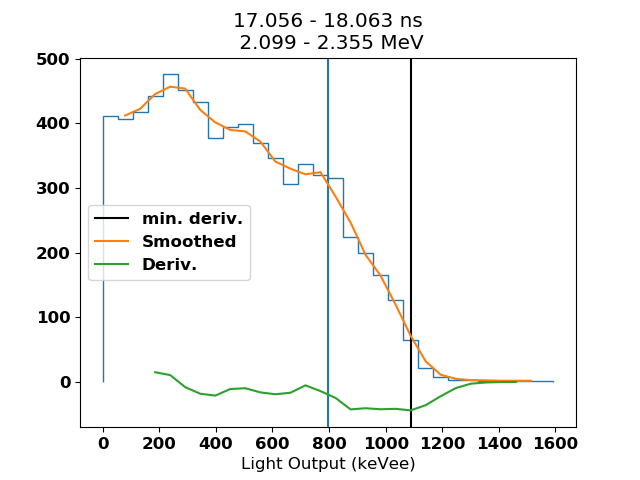 17.056 - 18.063 ns
2.099 - 2.355 MeV
500
400
300
200
100
0
min. deriv.
Smoothed
Deriv.
0 200 400 600 800 1000 1200 1400 1600
Light Output (keVee)